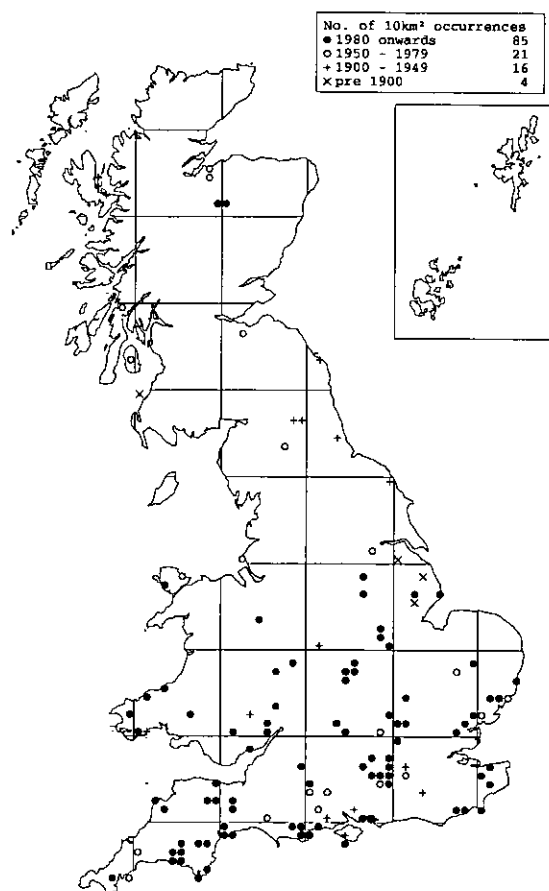 No. of 10km² occurrences
● 1980 onwards 85
○ 1950 - 1979 21
+ 1900 - 1949 16
× pre 1900 4